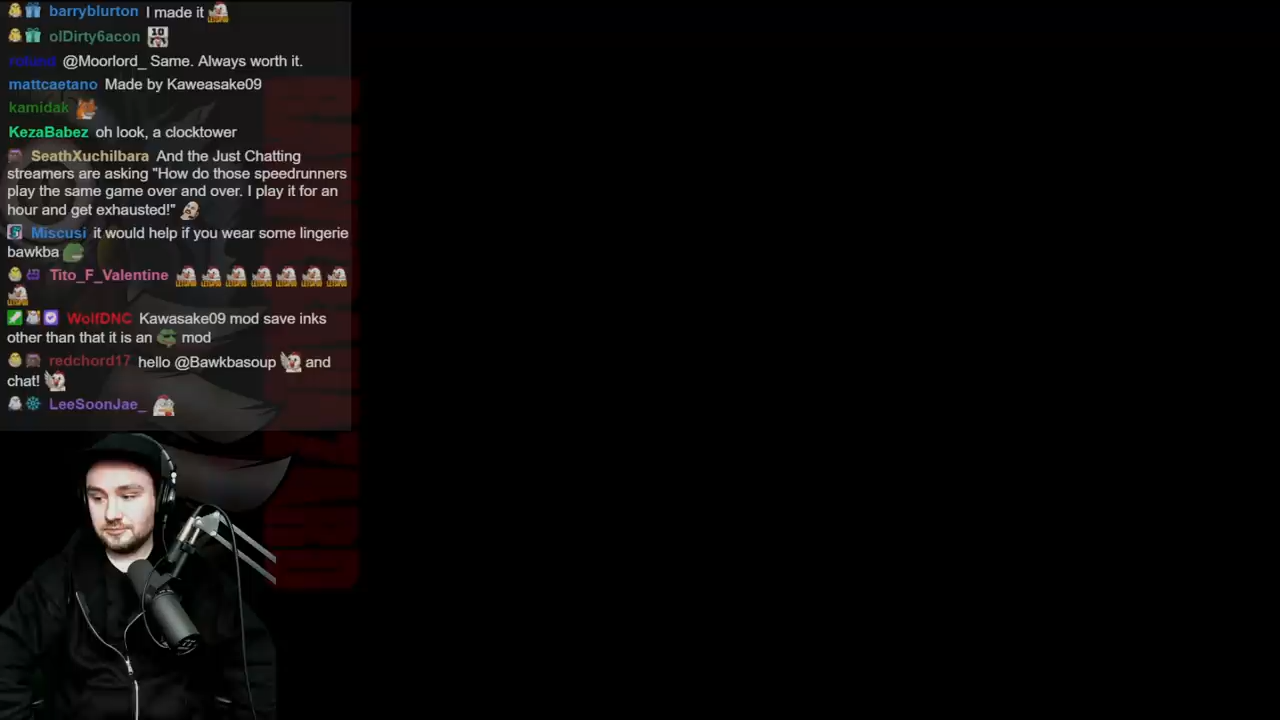 barryblurton I made it
olDirty6acon 10
@Moorlord_ Same. Always worth it.
mattcaetano Made by Kaweasake09
kamidak
KezaBabez oh look, a clocktower
SeathXuchilbara And the Just Chatting
streamers are asking "How do those speedrunners
play the same game over and over. I play it for an
hour and get exhausted!"
Miscusi it would help if you wear some lingerie
bawkba
Tito_F_Valentine
WolfDNC Kawasake09 mod save inks
other than that it is an mod
redchord17 hello @Bawkbasoup and
chat!
LeeSoonJae_